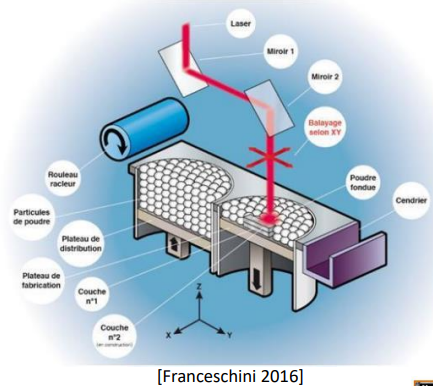 Laser
Miroir 1
Miroir 2
Balayage
selon XY
Rouleau
racleur
Poudre
fondue
Cendrier
Particules
de poudre
Plateau de
distribution
Plateau de
fabrication
Couche
n°1
Couche
n°2
(en construction)
Z
X
Y
[Franceschini 2016]